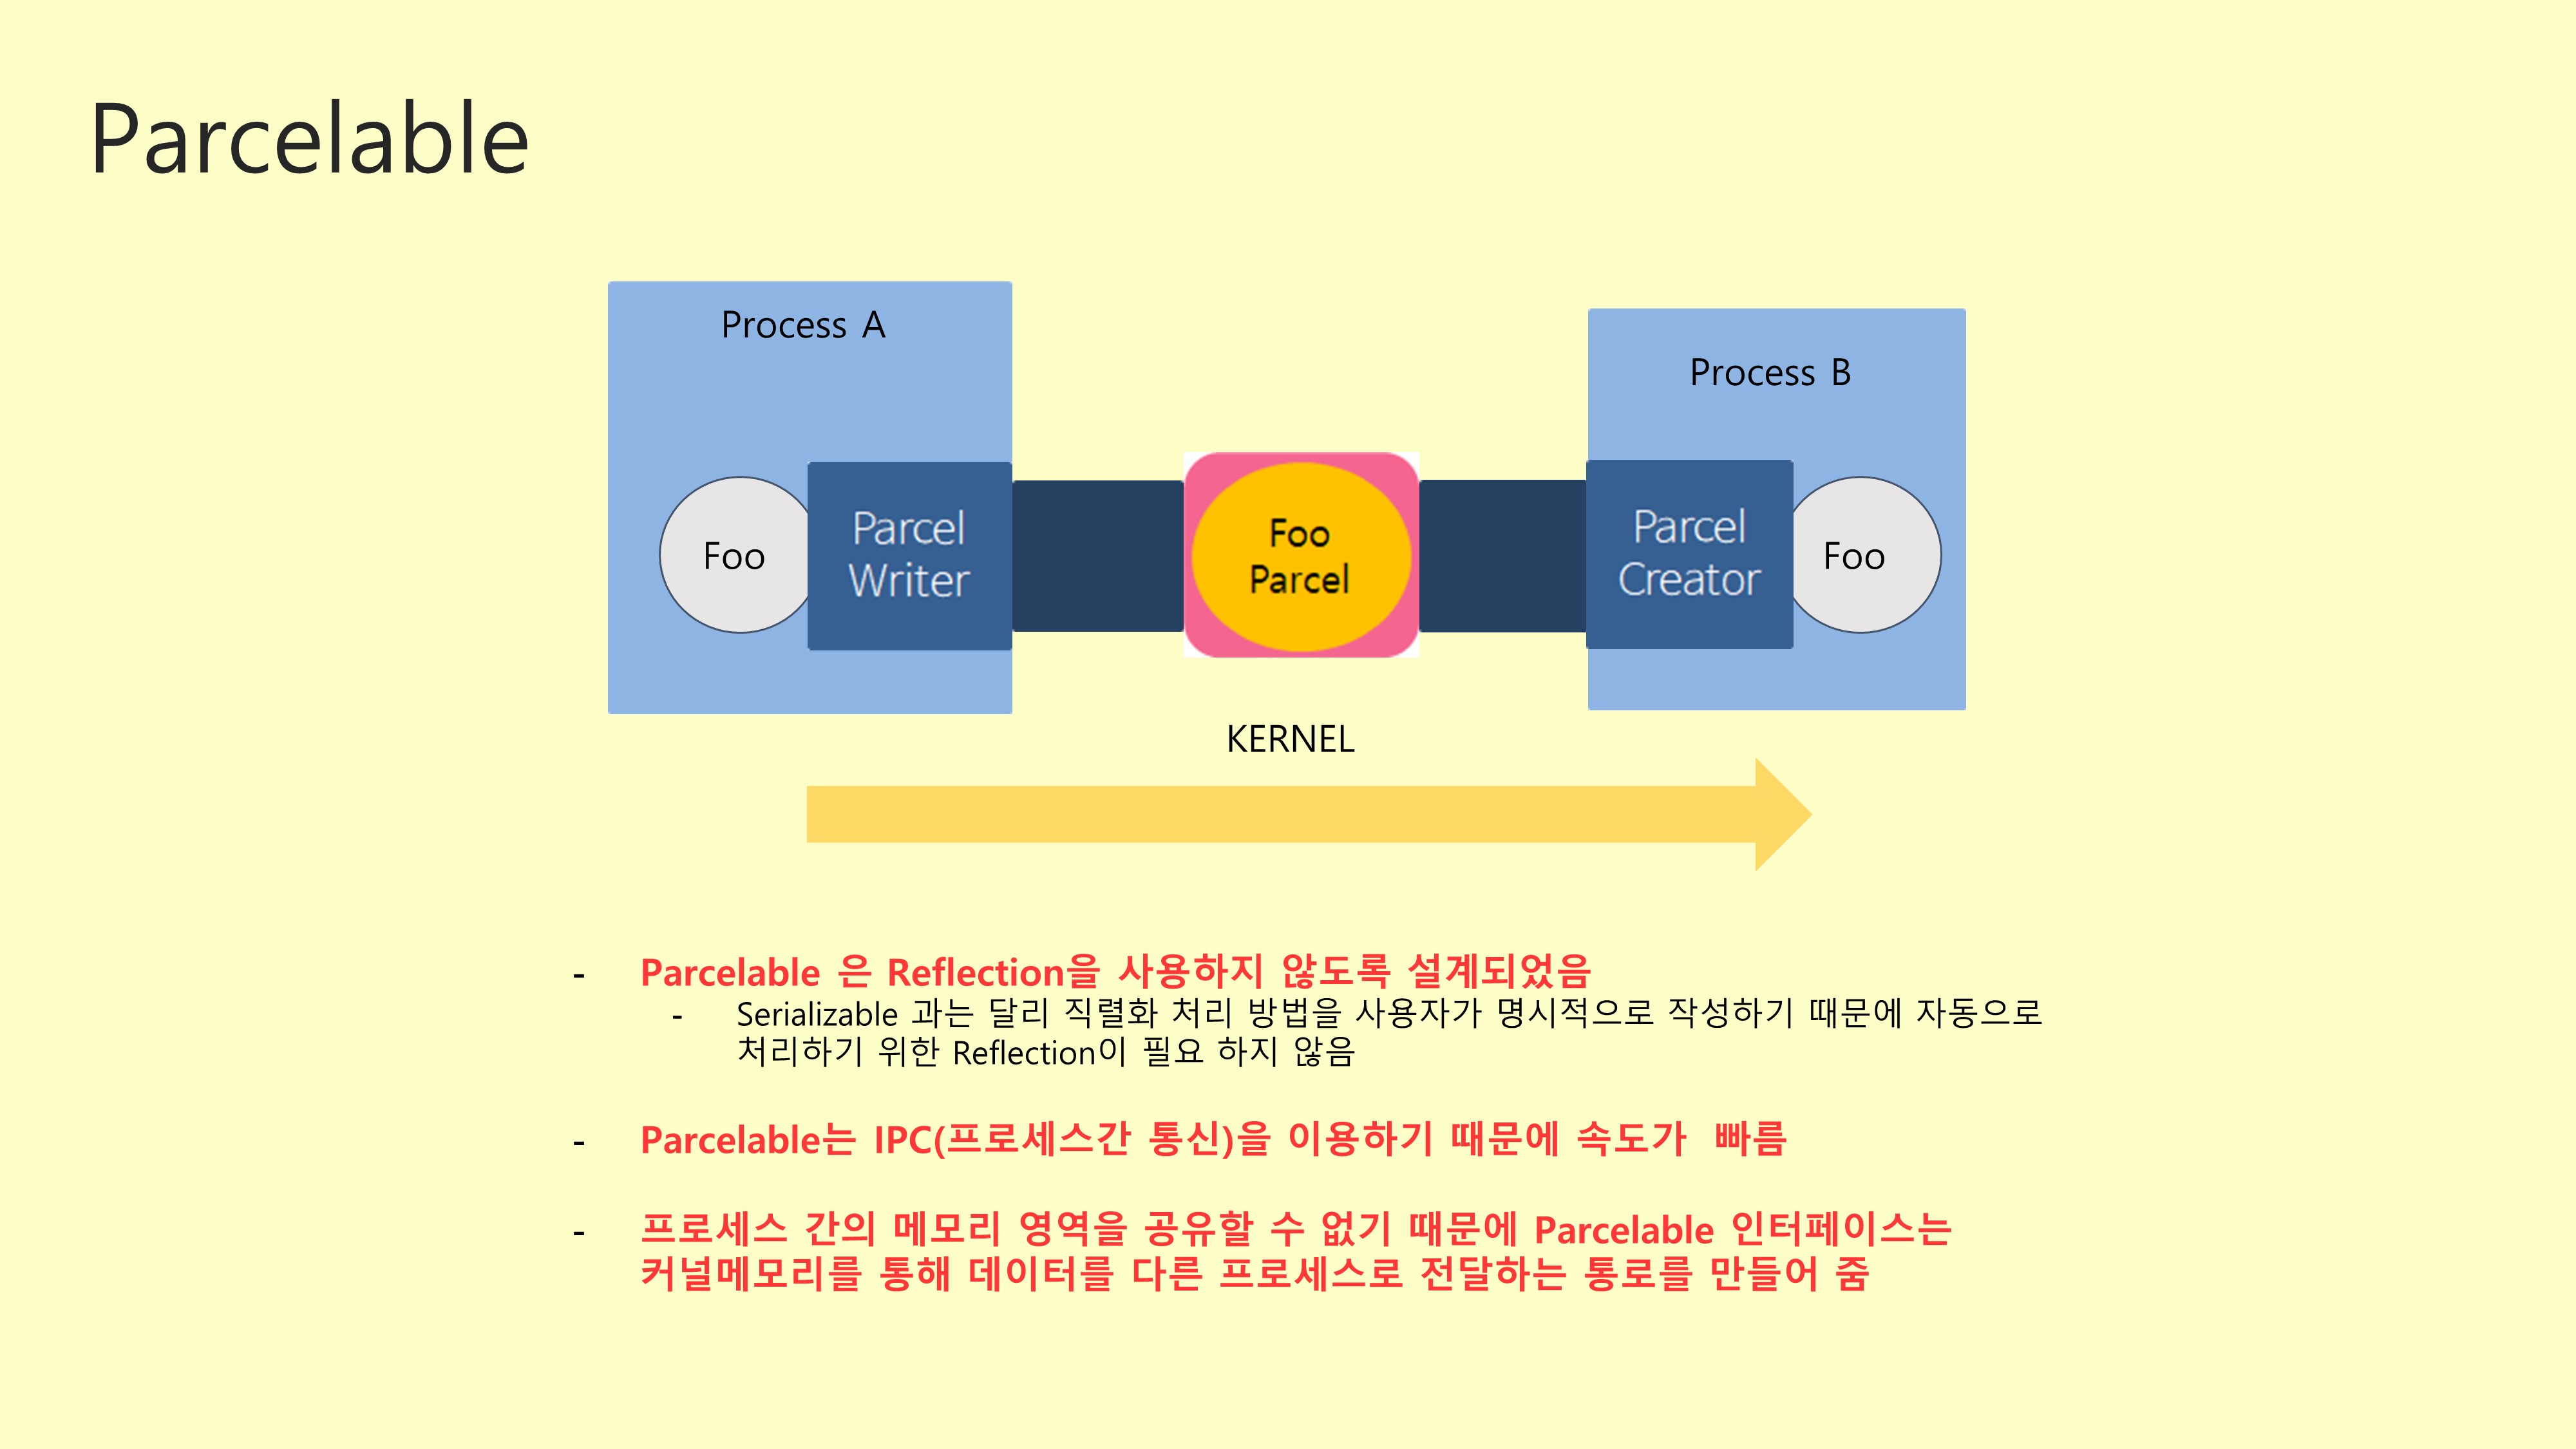 Parcelable
Process A
Process B
Foo
Parcel
Writer
Foo
Parcel
Parcel
Creator
Foo
KERNEL
- Parcelable 은 Reflection을 사용하지 않도록 설계되었음
- Serializable 과는 달리 직렬화 처리 방법을 사용자가 명시적으로 작성하기 때문에 자동으로
처리하기 위한 Reflection이 필요 하지 않음
- Parcelable는 IPC(프로세스간 통신)을 이용하기 때문에 속도가 빠름
- 프로세스 간의 메모리 영역을 공유할 수 없기 때문에 Parcelable 인터페이스는
커널메모리를 통해 데이터를 다른 프로세스로 전달하는 통로를 만들어 줌